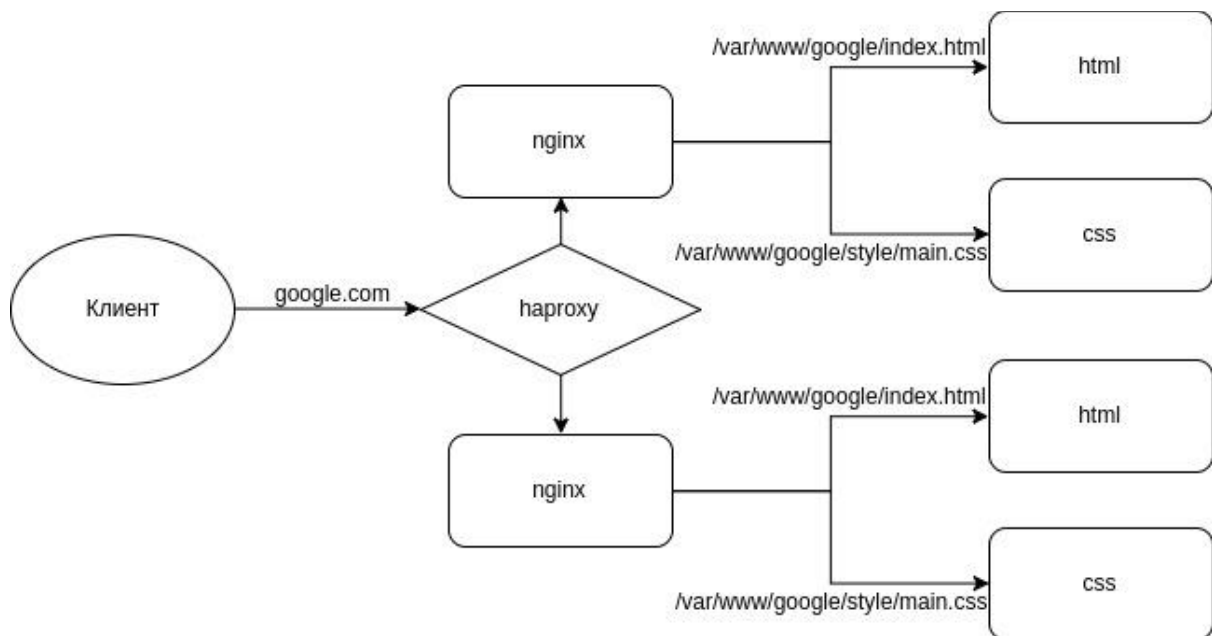 /var/www/google/index.html
html
nginx
/var/www/google/style/main.css
css
Клиент
google.com
haproxy
/var/www/google/index.html
html
nginx
/var/www/google/style/main.css
css